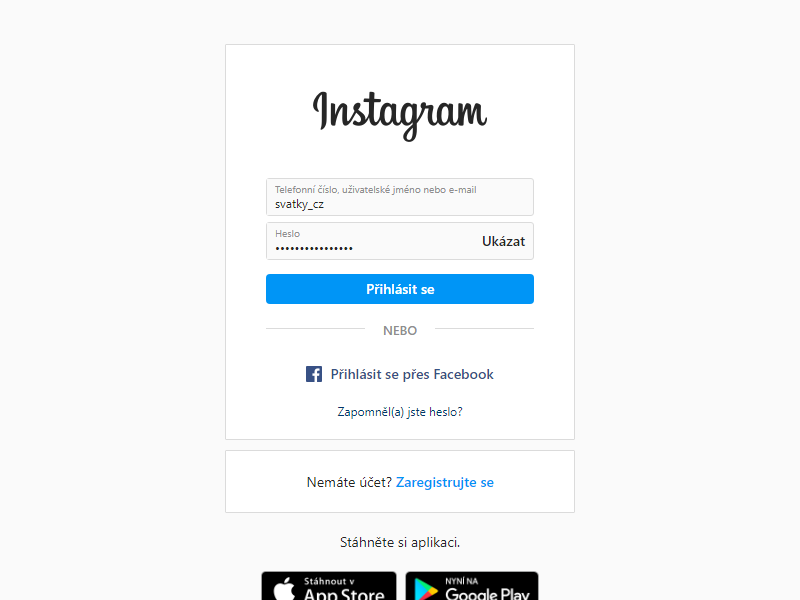 Instagram
Telefonní číslo, uživatelské jméno nebo e-mail
svatky_cz
Heslo
••••••••••••••••
Ukázat
Přihlásit se
NEBO
Přihlásit se přes Facebook
Zapomněl(a) jste heslo?
Nemáte účet? Zaregistrujte se
Stáhněte si aplikaci.
Stáhnout v
App Store
NYNÍ NA
Google Play